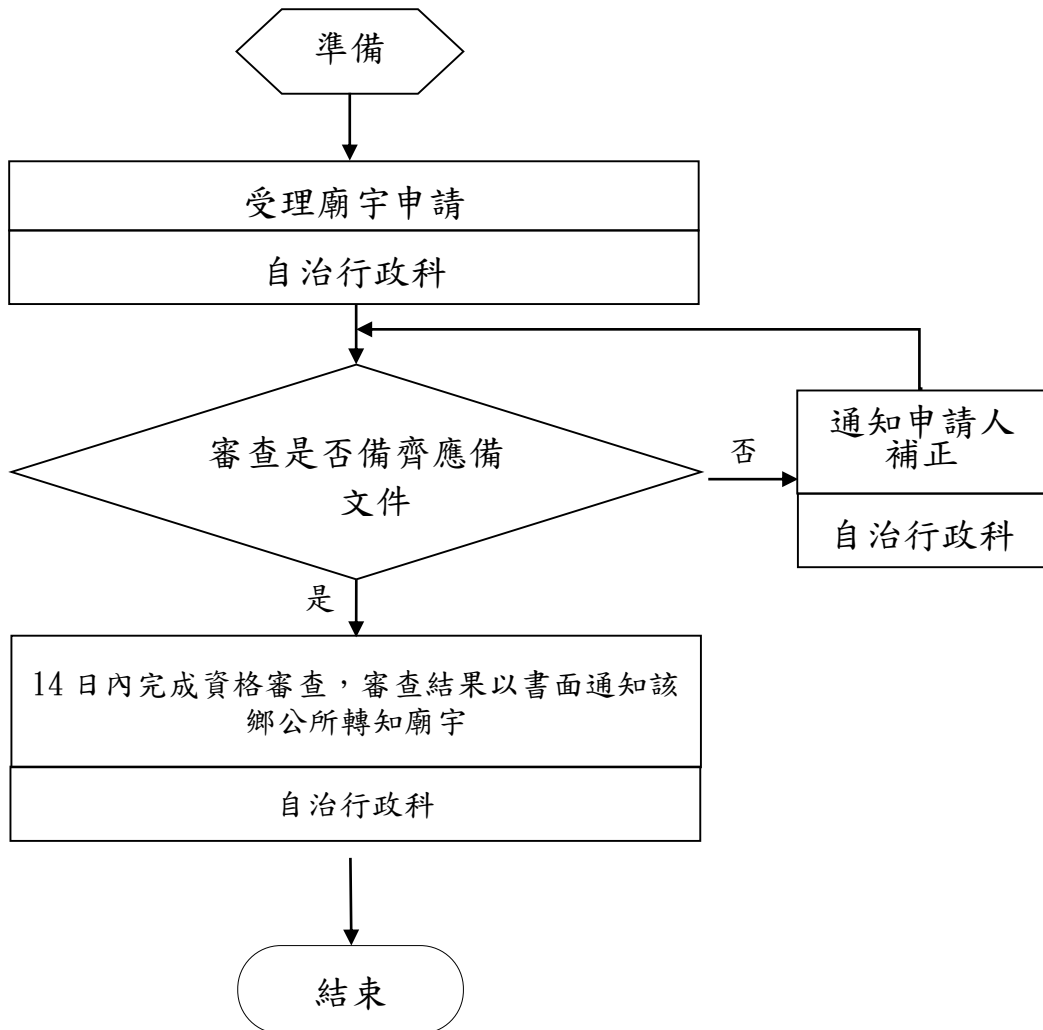 準備
受理廟宇申請
自治行政科
審查是否備齊應備
文件
否
通知申請人
補正
自治行政科
是
14 日內完成資格審查，審查結果以書面通知該
鄉公所轉知廟宇
自治行政科
結束